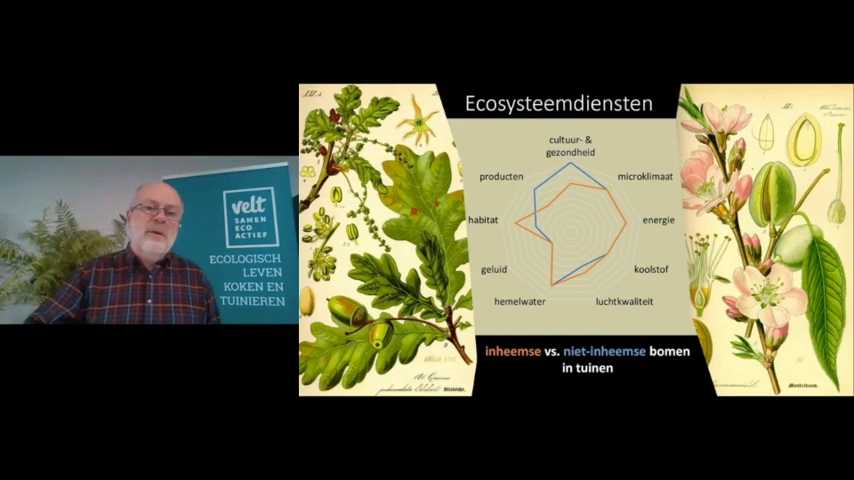 velt
SAMEN
ECO
ACTIEF
ECOLOGISCH
LEVEN
KOKEN EN
TUINIEREN
Ecosysteemdiensten
cultuur- &
gezondheid
producten
microklimaat
habitat
energie
geluid
koolstof
hemelwater
luchtkwaliteit
inheemse vs. niet-inheemse bomen
in tuinen